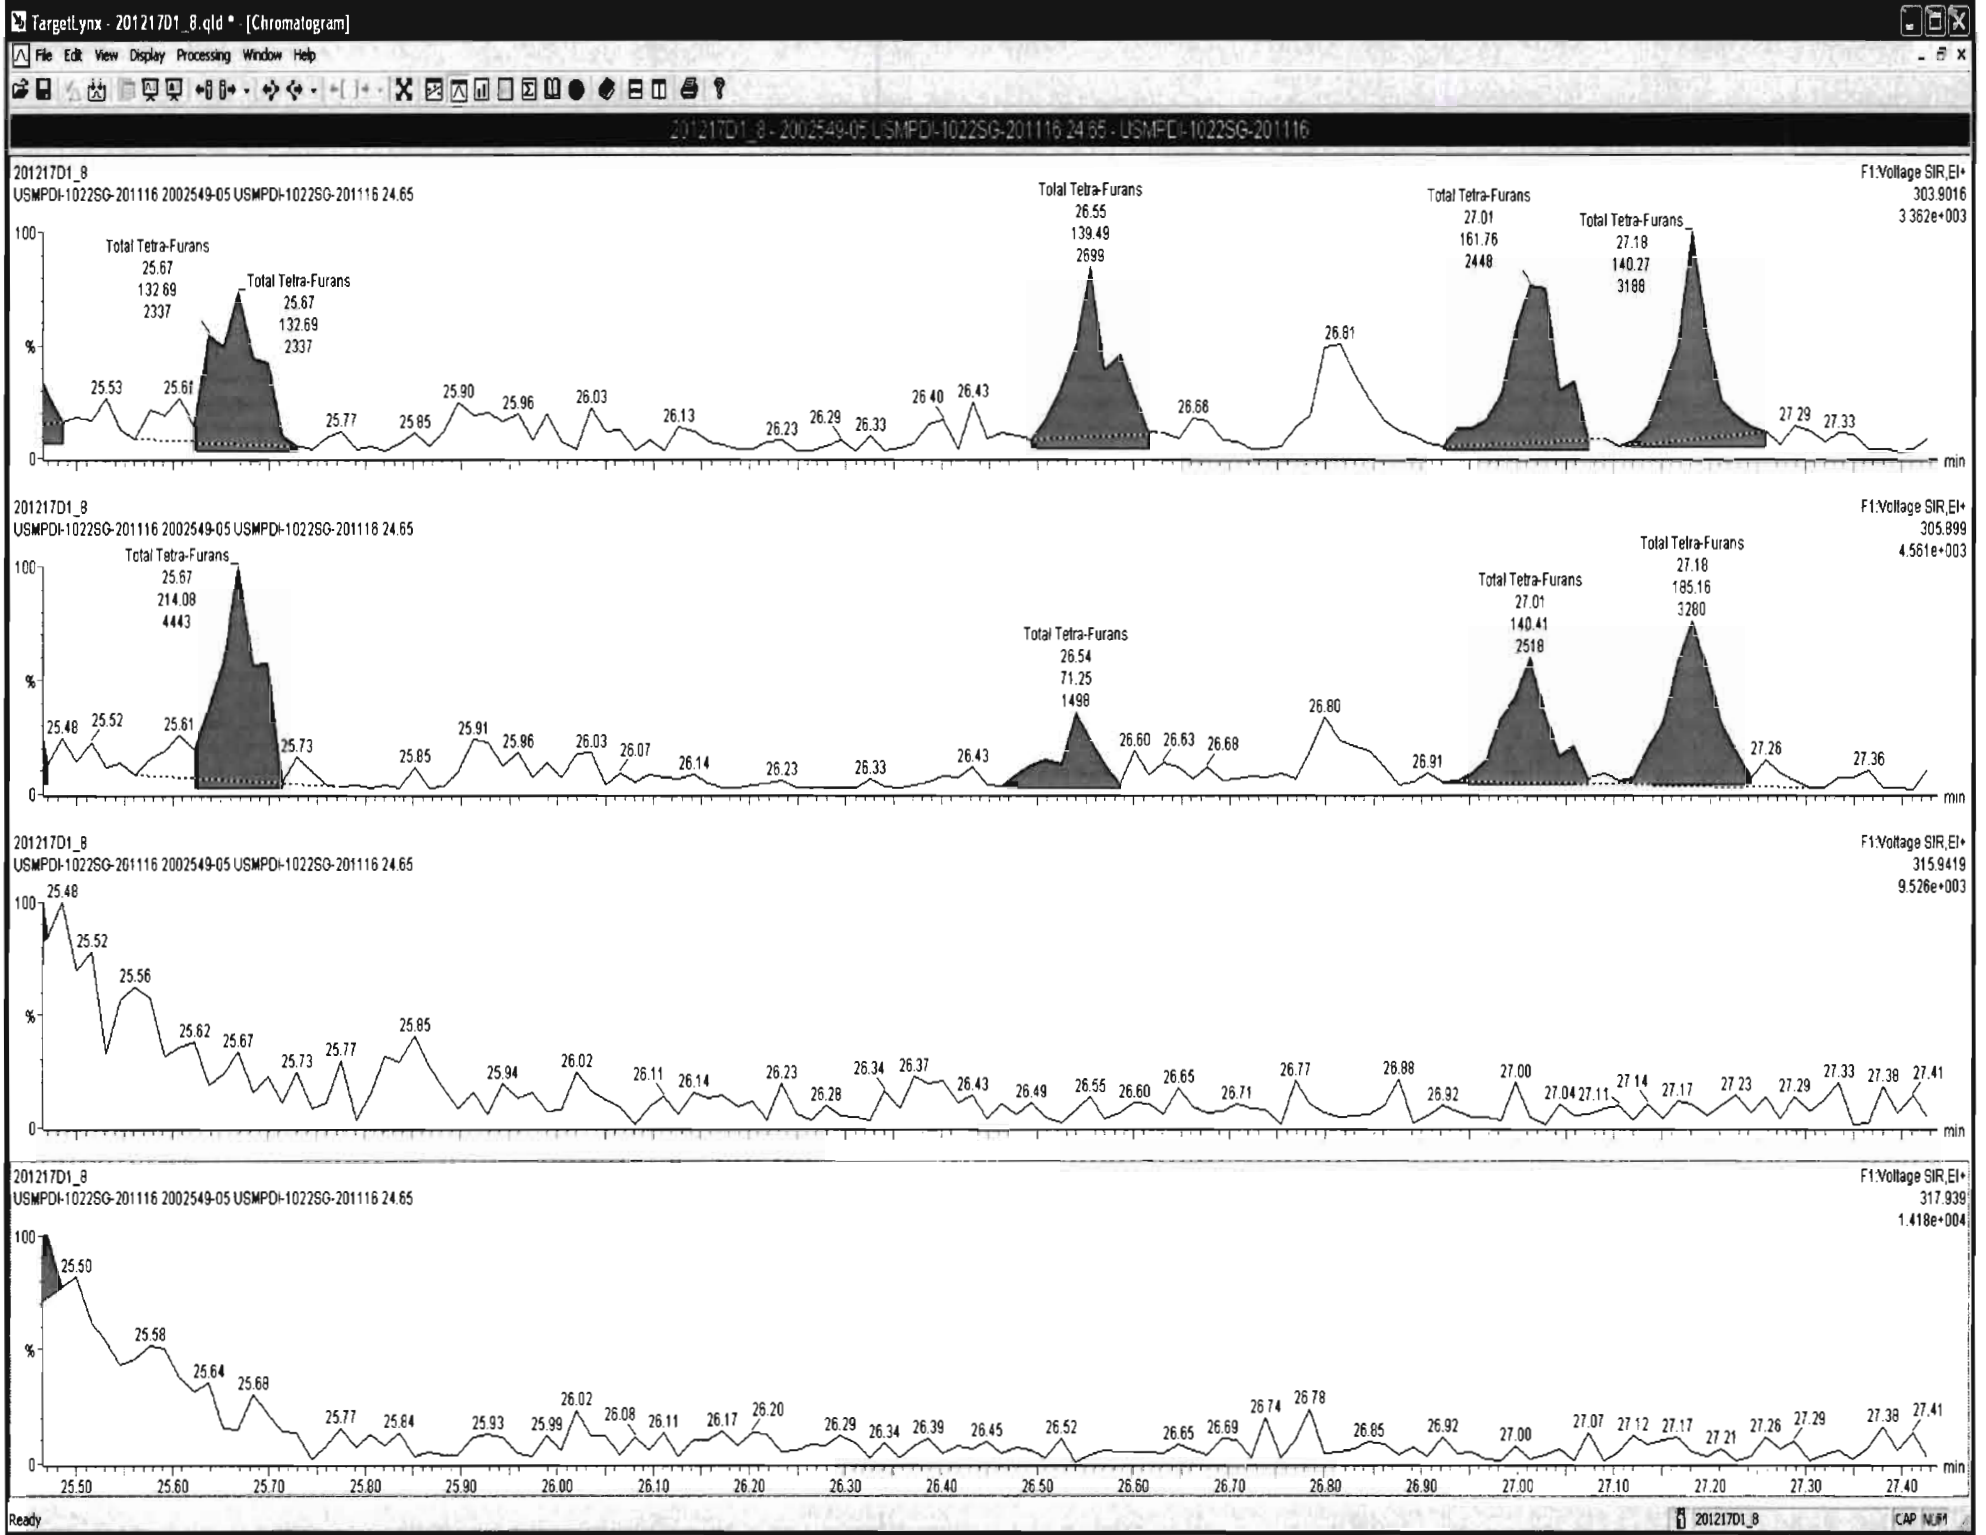 TargetLynx - 201217D1_8.qld * - [Chromatogram]
File Edit View Display Processing Window Help
201217D1_8 - 2002549-05 USMPDI-1022SG-201116 24.65 - USMPDI-1022SG-201116
201217D1_8
USMPDI-1022SG-201116 2002549-05 USMPDI-1022SG-201116 24.65
F1:Voltage SIR,EI+
303.9016
3.362e+003
Total Tetra-Furans
25.67
132.69
2337
Total Tetra-Furans
25.67
132.69
2337
Total Tetra-Furans
26.55
139.49
2699
Total Tetra-Furans
27.01
161.76
2448
Total Tetra-Furans
27.18
140.27
3188
100
%
0
25.53 25.61 25.77 25.85 25.90 25.96 26.03 26.13 26.23 26.29 26.33 26.40 26.43 26.68 26.81 27.29 27.33
min
201217D1_8
USMPDI-1022SG-201116 2002549-05 USMPDI-1022SG-201116 24.65
F1:Voltage SIR,EI+
305.899
4.561e+003
Total Tetra-Furans
25.67
214.08
4443
Total Tetra-Furans
26.54
71.25
1498
Total Tetra-Furans
27.01
140.41
2518
Total Tetra-Furans
27.18
185.16
3280
100
%
0
25.48 25.52 25.61 25.73 25.85 25.91 25.96 26.03 26.07 26.14 26.23 26.33 26.43 26.60 26.63 26.68 26.80 26.91 27.26 27.36
min
201217D1_8
USMPDI-1022SG-201116 2002549-05 USMPDI-1022SG-201116 24.65
F1:Voltage SIR,EI+
315.9419
9.526e+003
100
%
0
25.48 25.52 25.56 25.62 25.67 25.73 25.77 25.85 25.94 26.02 26.11 26.14 26.23 26.28 26.34 26.37 26.43 26.49 26.55 26.60 26.65 26.71 26.77 26.88 26.92 27.00 27.04 27.11 27.14 27.17 27.23 27.29 27.33 27.38 27.41
min
201217D1_8
USMPDI-1022SG-201116 2002549-05 USMPDI-1022SG-201116 24.65
F1:Voltage SIR,EI+
317.939
1.418e+004
100
%
0
25.50 25.58 25.64 25.68 25.77 25.84 25.93 25.99 26.02 26.08 26.11 26.17 26.20 26.29 26.34 26.39 26.45 26.52 26.65 26.69 26.74 26.78 26.85 26.92 27.00 27.07 27.12 27.17 27.21 27.26 27.29 27.38 27.41
min
25.50 25.60 25.70 25.80 25.90 26.00 26.10 26.20 26.30 26.40 26.50 26.60 26.70 26.80 26.90 27.00 27.10 27.20 27.30 27.40
Ready
201217D1_8
CAP NUM